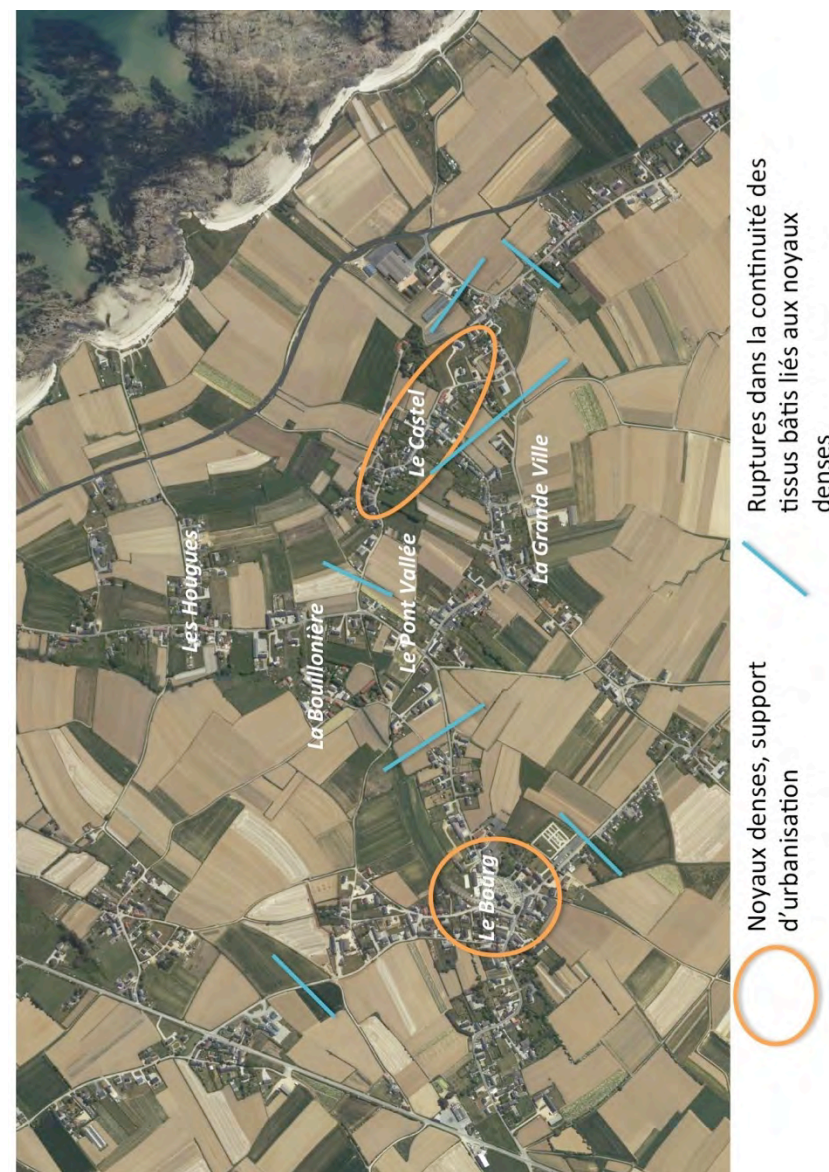 Les Hougues
La Bouillonière
Le Pont Vallée
Le Castel
La Grande Ville
Le Bourg
Noyaux denses, support
d'urbanisation
Ruptures dans la continuité des
tissus bâtis liés aux noyaux
denses